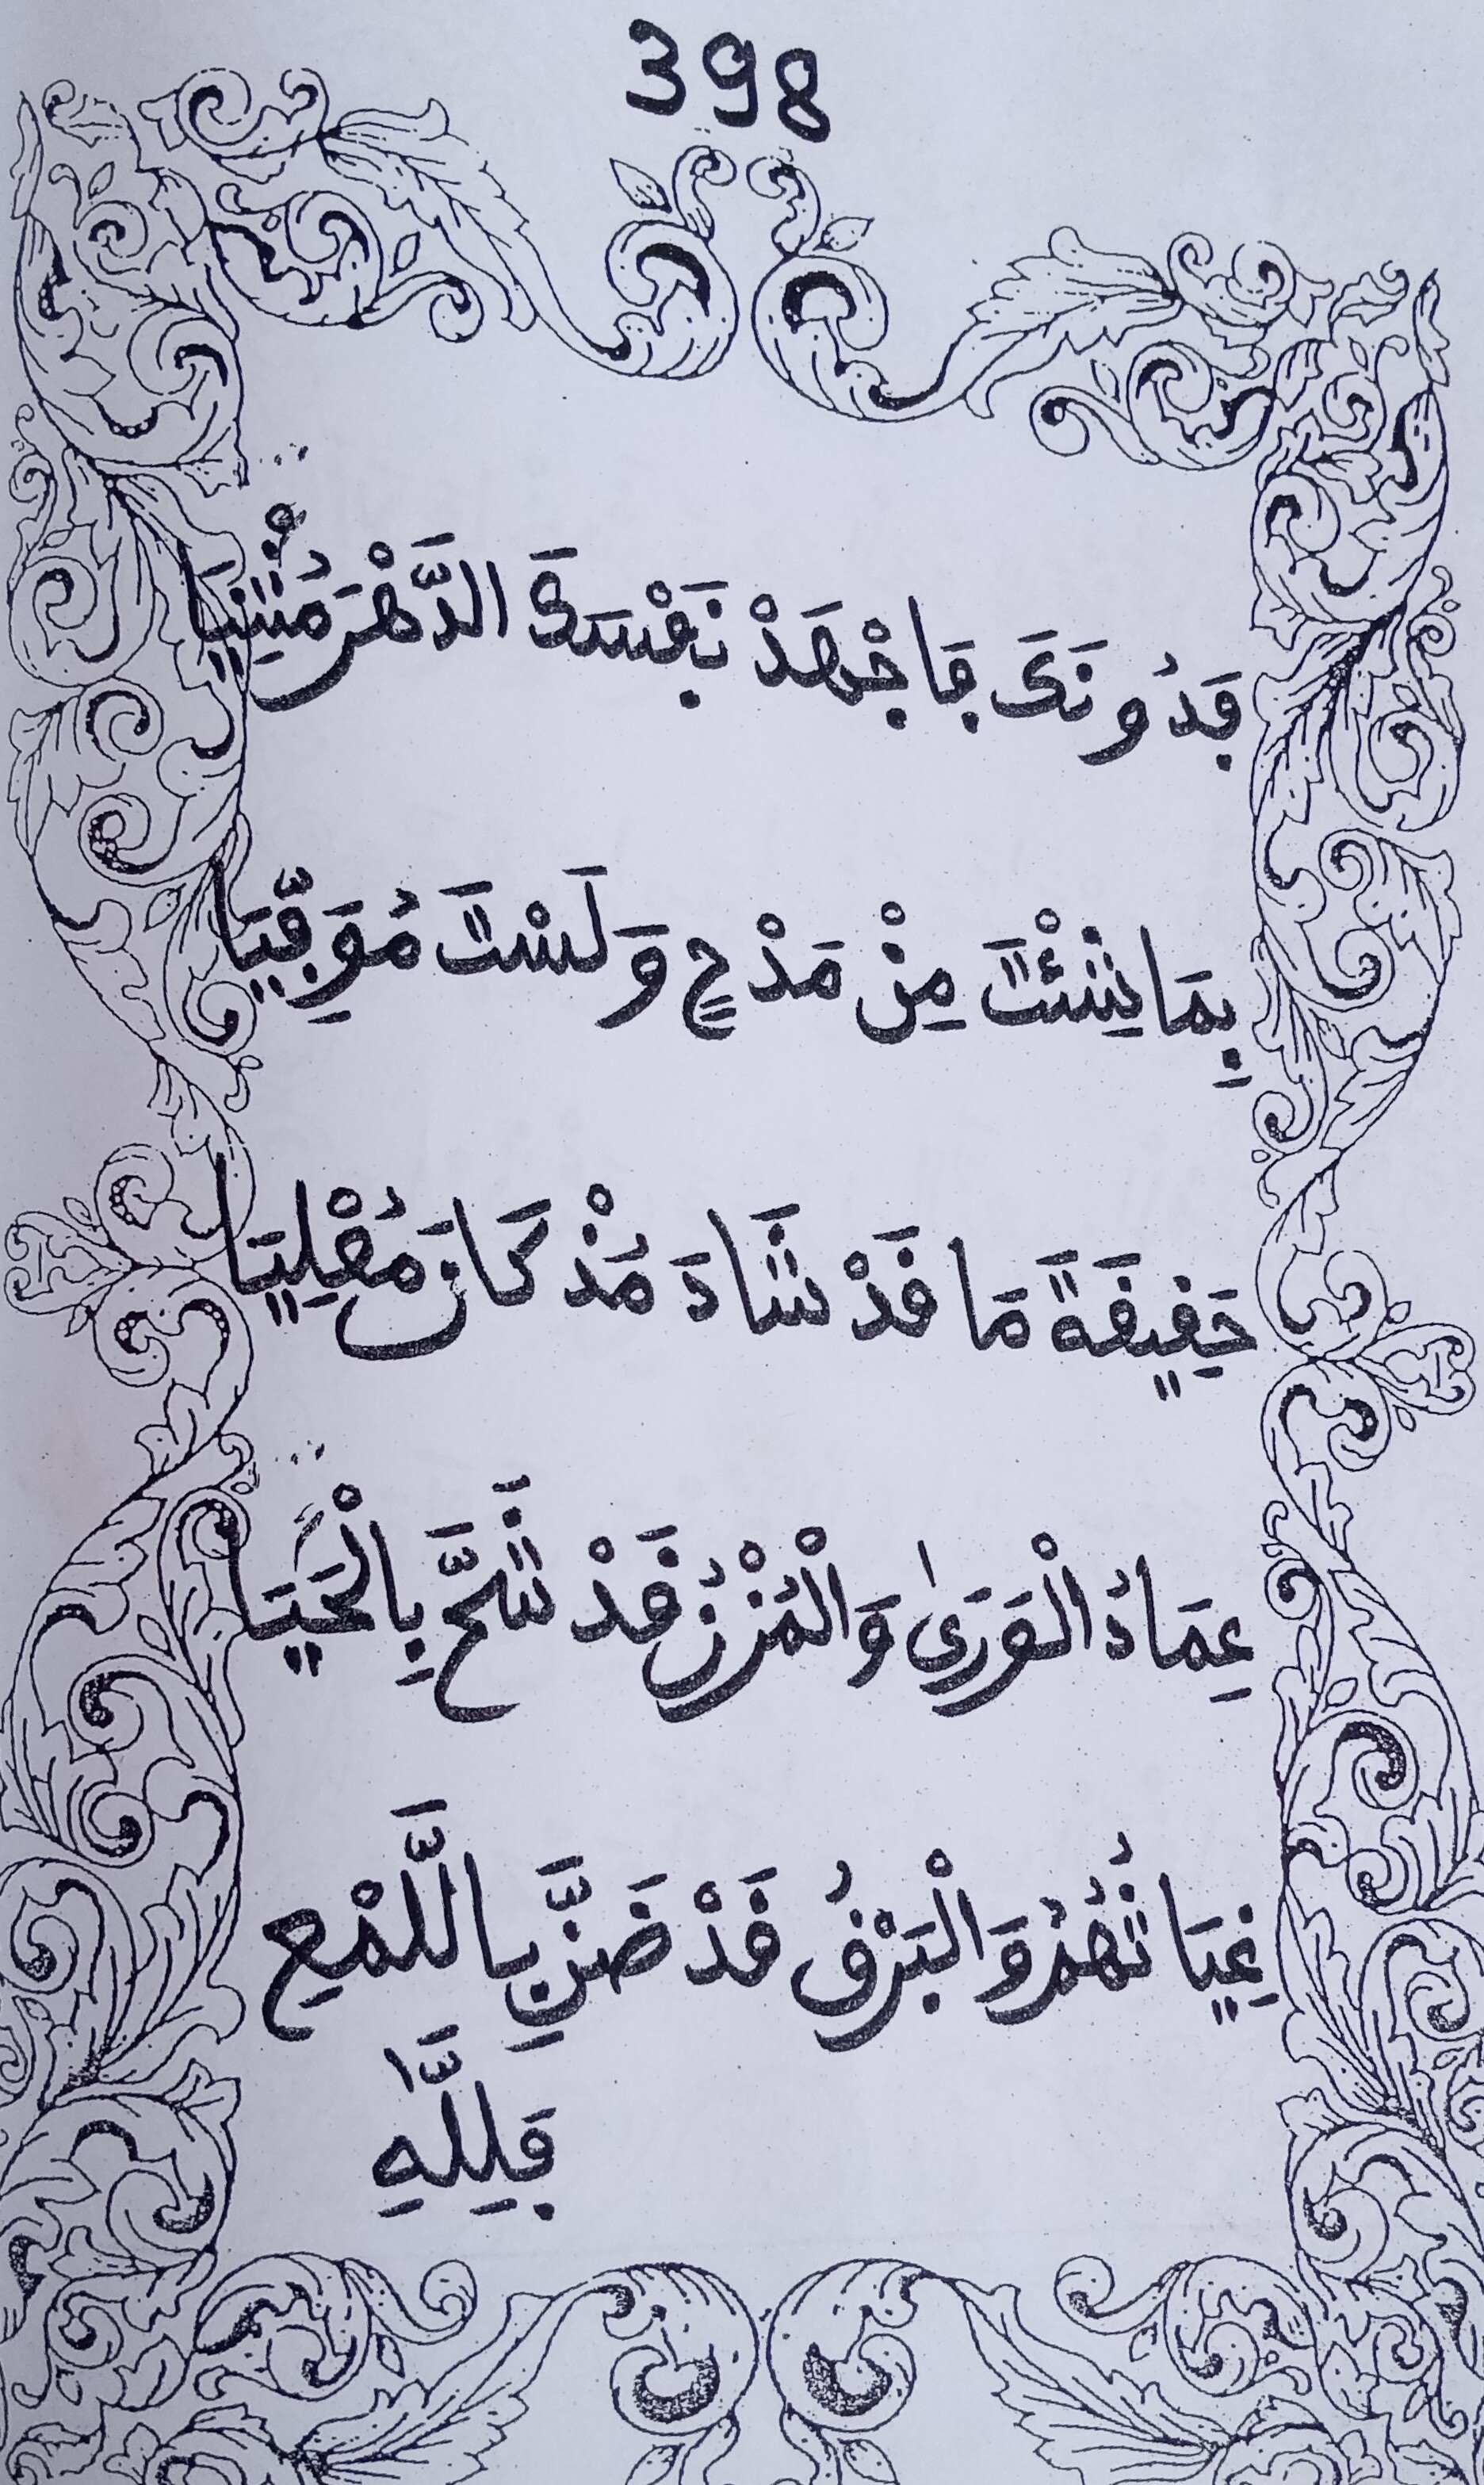 398
فَدُونَكَ فَاجْهَدْ نَفْسَكَ الدَّهْرَ مُثْنِيَا
بِمَا شِئْتَ مِنْ مَدْحٍ وَلَسْتَ مُوَفِّيَا
حَقِيقَةً مَا قَدْ شَادَ مُذْ كَانَ مُعْلِيَا
عِمَادُ الْوَرَىٰ وَالْمُزْنُ قَدْ شَحَّ بِالْحَيَا
غِيَاثُهُمُ وَالْبَرْقُ قَدْ ضَنَّ بِاللَّمْعِ
فَلِلَّهِ